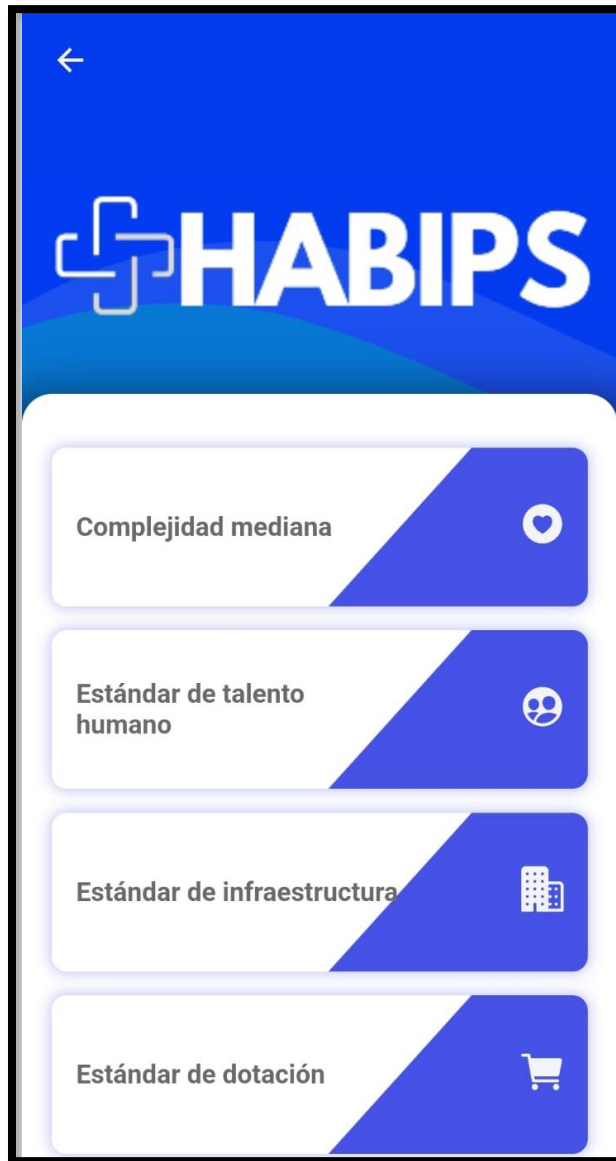 HABIPS
Complejidad mediana
Estándar de talento
humano
Estándar de infraestructura
Estándar de dotación